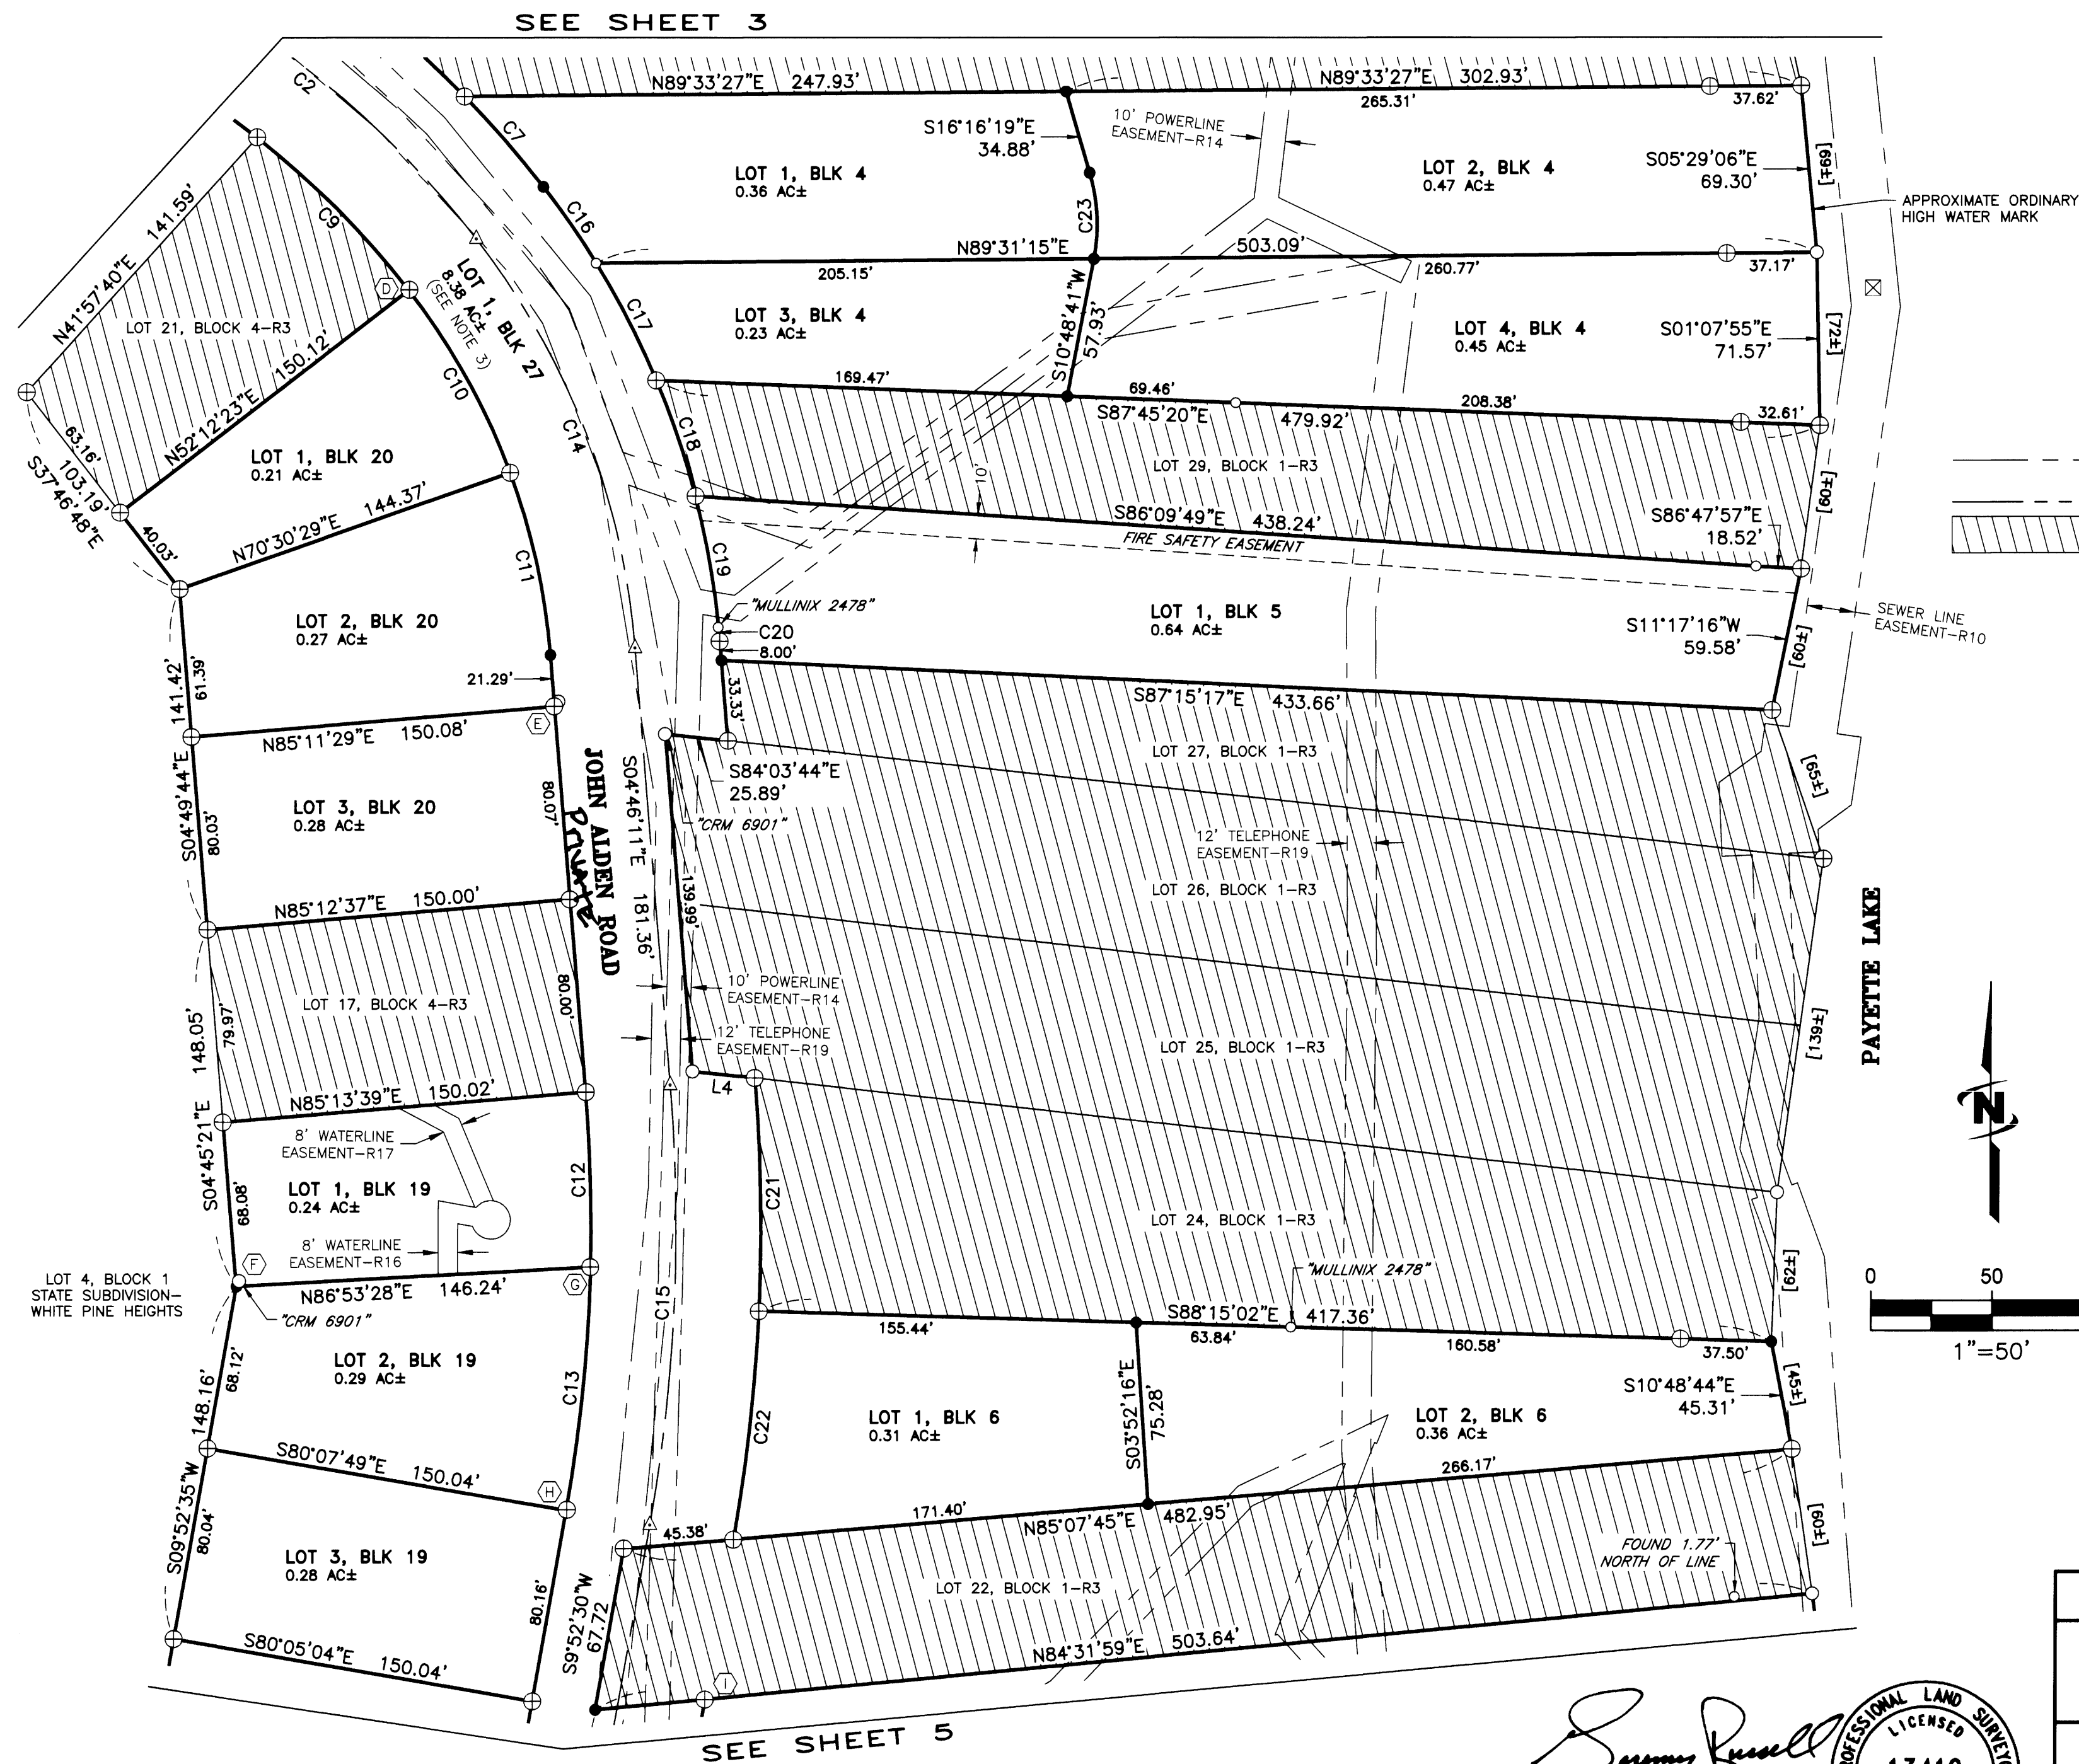 SEE SHEET 3
N89°33'27"E 247.93'
N89°33'27"E 302.93'
265.31'
37.62'
C2
C7
S16°16'19"E
34.88'
10' POWERLINE
EASEMENT-R14
LOT 1, BLK 4
0.36 AC±
LOT 2, BLK 4
0.47 AC±
S05°29'06"E
69.30'
[69±]
APPROXIMATE ORDINARY
HIGH WATER MARK
C9
C16
C23
N41°57'40"E 141.59'
N89°31'15"E
503.09'
205.15'
260.77'
37.17'
D
LOT 1, BLK 27
8.38 AC±
(SEE NOTE 3)
LOT 21, BLOCK 4-R3
C17
LOT 3, BLK 4
0.23 AC±
S10°48'41"W
57.93'
LOT 4, BLK 4
0.45 AC±
S01°07'55"E
71.57'
[72±]
N52°12'23"E 150.12'
C10
169.47'
69.46'
208.38'
32.61'
S87°45'20"E
479.92'
63.16'
103.19'
S37°46'48"E
C14
C18
LOT 1, BLK 20
0.21 AC±
LOT 29, BLOCK 1-R3
10'
[60±]
40.03'
N70°30'29"E 144.37'
S86°09'49"E 438.24'
FIRE SAFETY EASEMENT
S86°47'57"E
18.52'
C11
C19
"MULLINIX 2478"
C20
8.00'
LOT 1, BLK 5
0.64 AC±
SEWER LINE
EASEMENT-R10
S11°17'16"W
59.58'
[60±]
LOT 2, BLK 20
0.27 AC±
21.29'
141.42'
61.39'
33.33'
S87°15'17"E 433.66'
E
N85°11'29"E 150.08'
LOT 27, BLOCK 1-R3
S84°03'44"E
25.89'
[65±]
S04°49'44"E
80.03'
LOT 3, BLK 20
0.28 AC±
80.07'
JOHN ALDEN ROAD
Private
S04°46'11"E 181.36'
"CRM 6901"
12' TELEPHONE
EASEMENT-R19
139.99'
LOT 26, BLOCK 1-R3
PAYETTE LAKE
N85°12'37"E 150.00'
LOT 17, BLOCK 4-R3
80.00'
148.05'
79.97'
10' POWERLINE
EASEMENT-R14
12' TELEPHONE
EASEMENT-R19
LOT 25, BLOCK 1-R3
[139±]
L4
N
N85°13'39"E 150.02'
S04°45'21"E
68.08'
8' WATERLINE
EASEMENT-R17
LOT 1, BLK 19
0.24 AC±
C12
C21
LOT 24, BLOCK 1-R3
8' WATERLINE
EASEMENT-R16
F
G
LOT 4, BLOCK 1
STATE SUBDIVISION-
WHITE PINE HEIGHTS
N86°53'28"E 146.24'
"CRM 6901"
C15
"MULLINIX 2478"
[62±]
0 50
1"=50'
S88°15'02"E 417.36'
155.44'
63.84'
160.58'
37.50'
148.16'
68.12'
LOT 2, BLK 19
0.29 AC±
C13
C22
LOT 1, BLK 6
0.31 AC±
S03°52'16"E
75.28'
LOT 2, BLK 6
0.36 AC±
S10°48'44"E
45.31'
[45±]
S80°07'49"E 150.04'
H
266.17'
S09°52'35"W
80.04'
45.38'
171.40'
N85°07'45"E 482.95'
[60±]
FOUND 1.77'
NORTH OF LINE
LOT 3, BLK 19
0.28 AC±
80.16'
S9°52'30"W
67.72
LOT 22, BLOCK 1-R3
S80°05'04"E 150.04'
N84°31'59"E 503.64'
I
SEE SHEET 5
LAND
LICENSED